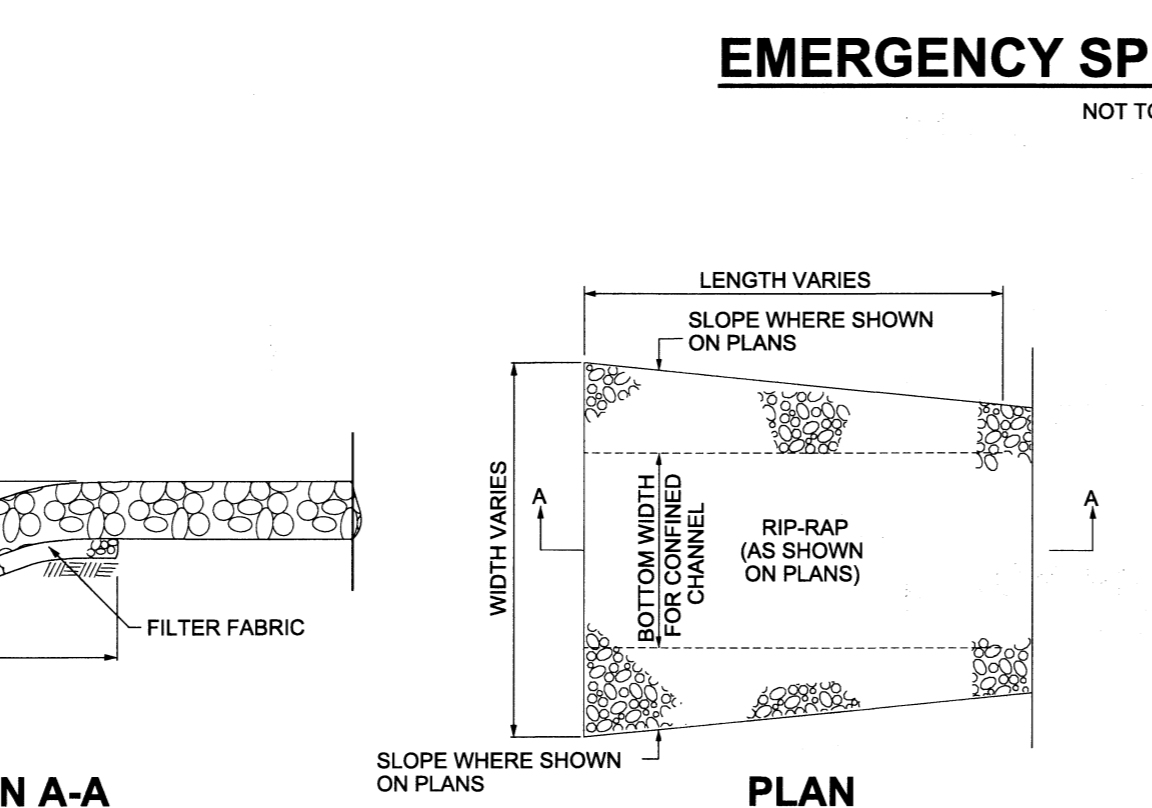 EMERGENCY SP
NOT TO
LENGTH VARIES
SLOPE WHERE SHOWN
ON PLANS
WIDTH VARIES
A
BOTTOM WIDTH
FOR CONFINED
CHANNEL
RIP-RAP
(AS SHOWN
ON PLANS)
A
FILTER FABRIC
SLOPE WHERE SHOWN
ON PLANS
N A-A
PLAN